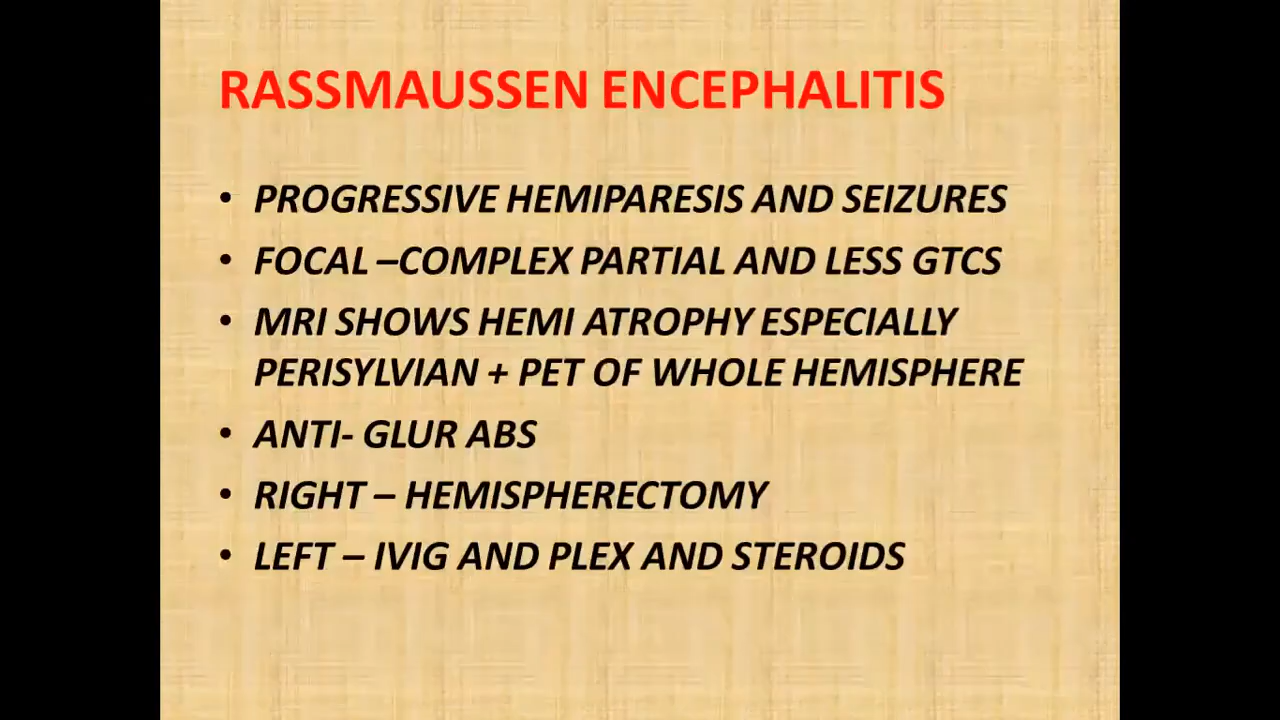 RASSMAUSSEN ENCEPHALITIS
• PROGRESSIVE HEMIPARESIS AND SEIZURES
• FOCAL –COMPLEX PARTIAL AND LESS GTCS
• MRI SHOWS HEMI ATROPHY ESPECIALLY
PERISYLVIAN + PET OF WHOLE HEMISPHERE
• ANTI- GLUR ABS
• RIGHT – HEMISPHERECTOMY
• LEFT – IVIG AND PLEX AND STEROIDS